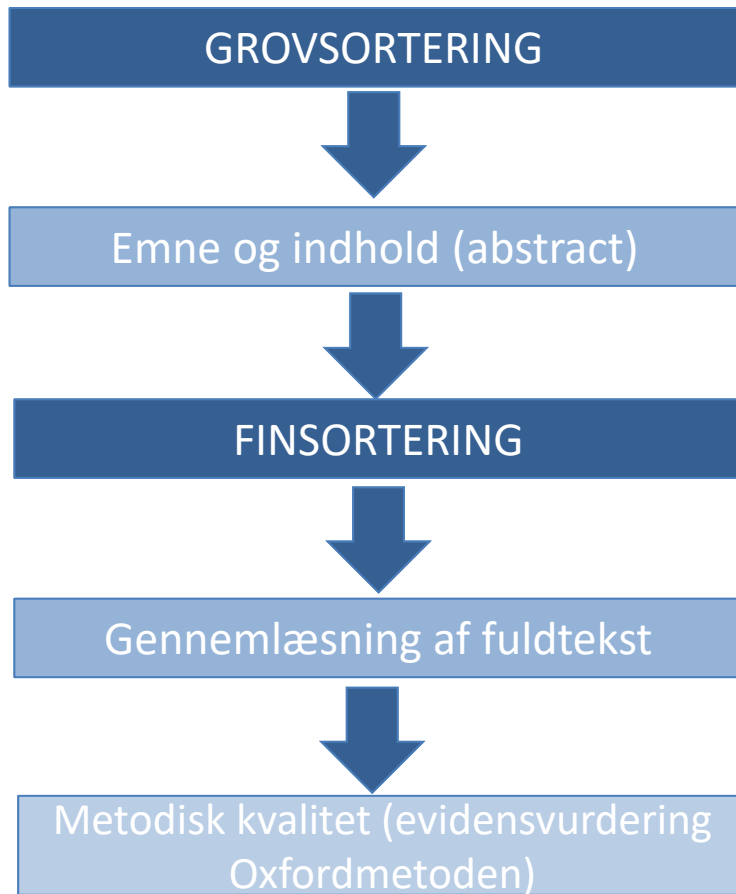 GROVSORTERING
Emne og indhold (abstract)
FINSORTERING
Gennemlæsning af fuldtekst
Metodisk kvalitet (evidensvurdering
Oxfordmetoden)